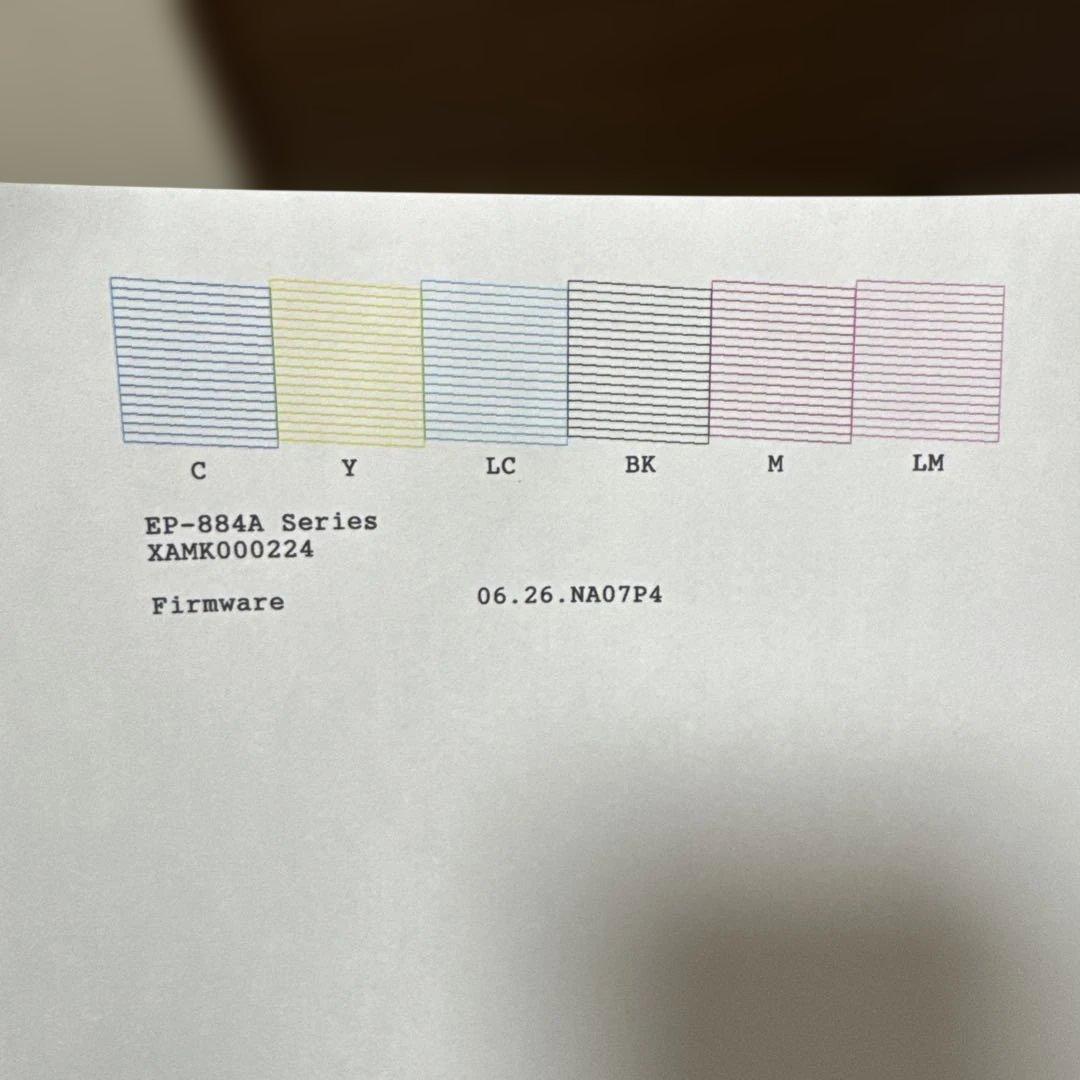 C Y LC BK M LM
EP-884A Series
XAMK000224
Firmware 06.26.NA07P4